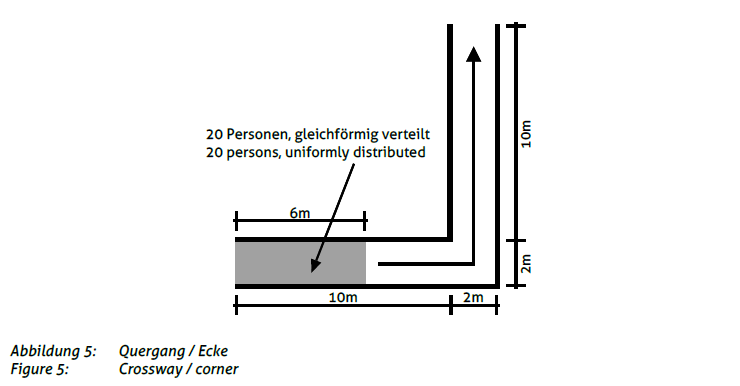 10m
20 Personen, gleichförmig verteilt
20 persons, uniformly distributed
6m
2m
10m
2m
Abbildung 5: Quergang / Ecke
Figure 5: Crossway / corner